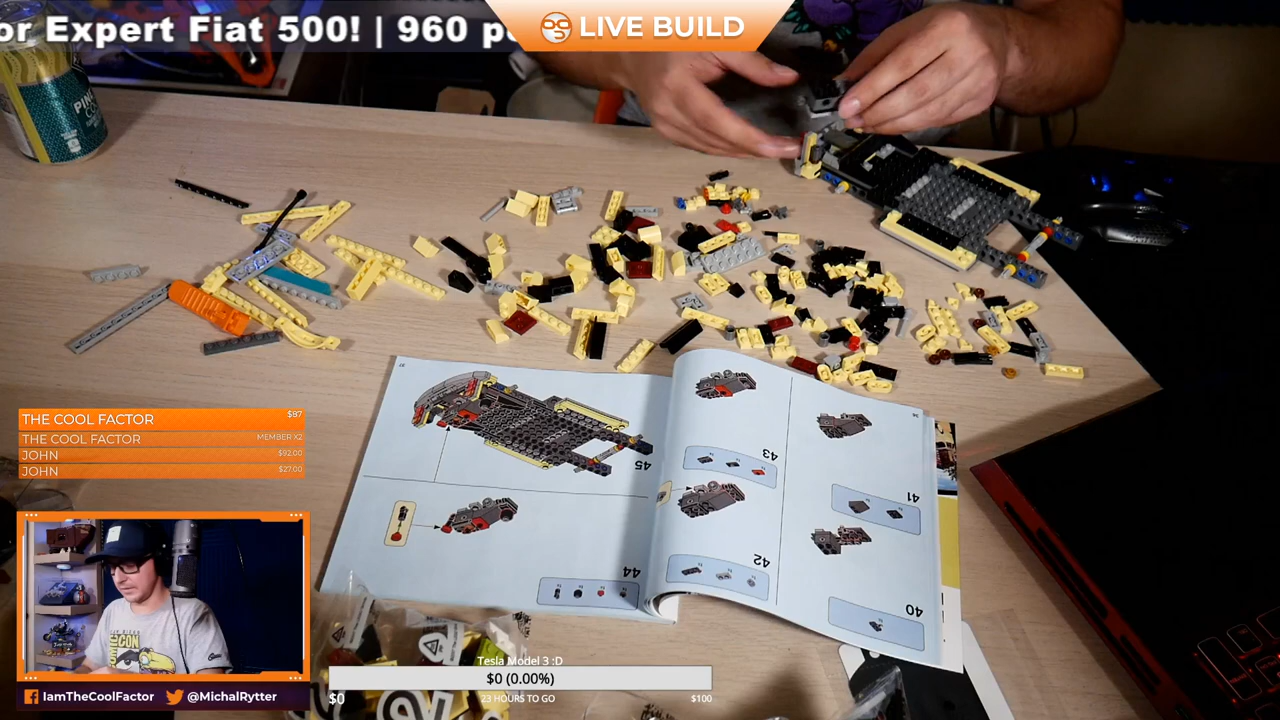 or Expert Fiat 500! | 960 p
LIVE BUILD
THE COOL FACTOR $87
THE COOL FACTOR MEMBER X2
JOHN $92.00
JOHN $27.00
37
45
44
43
42
41
40
Tesla Model 3 :D
$0 (0.00%)
$0 23 HOURS TO GO $100
IamTheCoolFactor @MichalRytter